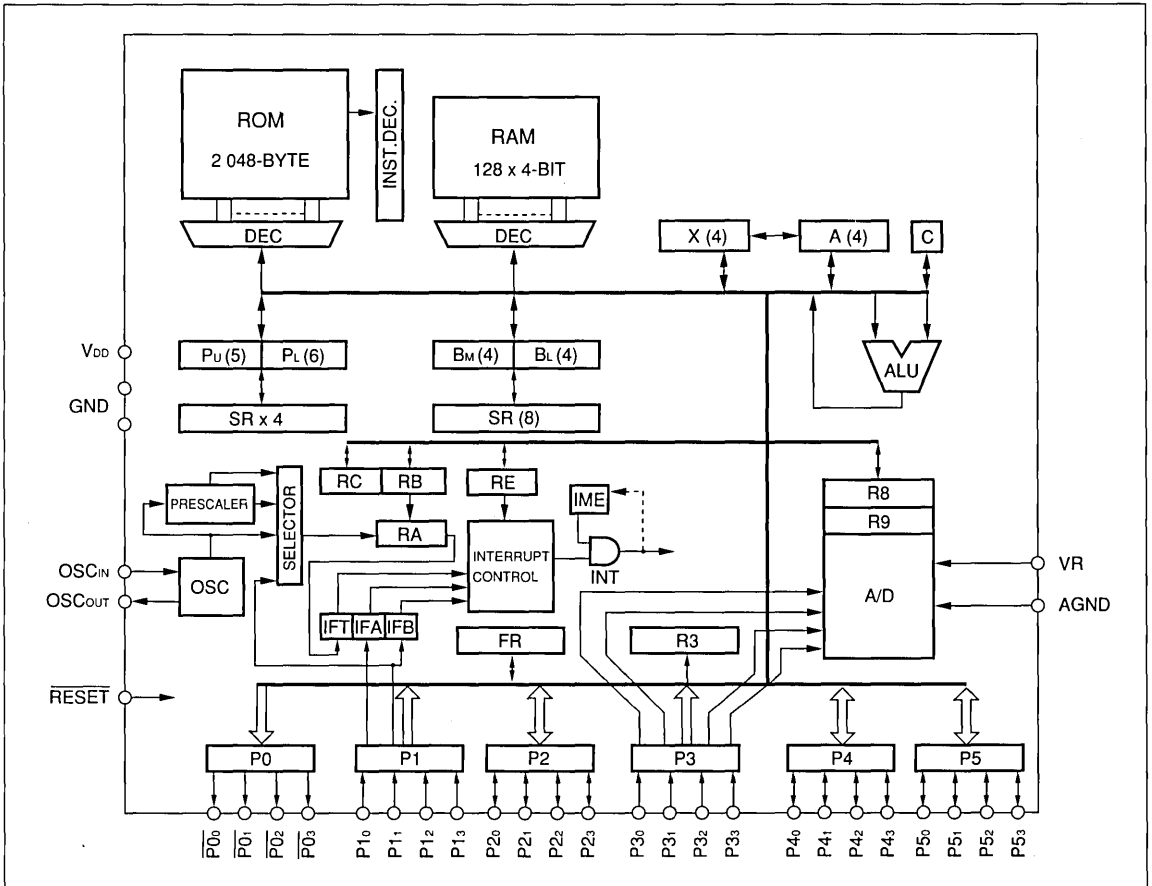 ROM
2 048-BYTE
INST.DEC.
RAM
128 x 4-BIT
DEC
DEC
X (4)
A (4)
C
VDD
PU (5)
PL (6)
BM (4)
BL (4)
ALU
GND
SR x 4
SR (8)
PRESCALER
SELECTOR
RC
RB
RE
IME
R8
R9
RA
INTERRUPT
CONTROL
INT
OSCIN
OSC
OSCOUT
A/D
VR
AGND
IFT
IFA
IFB
FR
R3
RESET
P0
P1
P2
P3
P4
P5
P00
P01
P02
P03
P10
P11
P12
P13
P20
P21
P22
P23
P30
P31
P32
P33
P40
P41
P42
P43
P50
P51
P52
P53